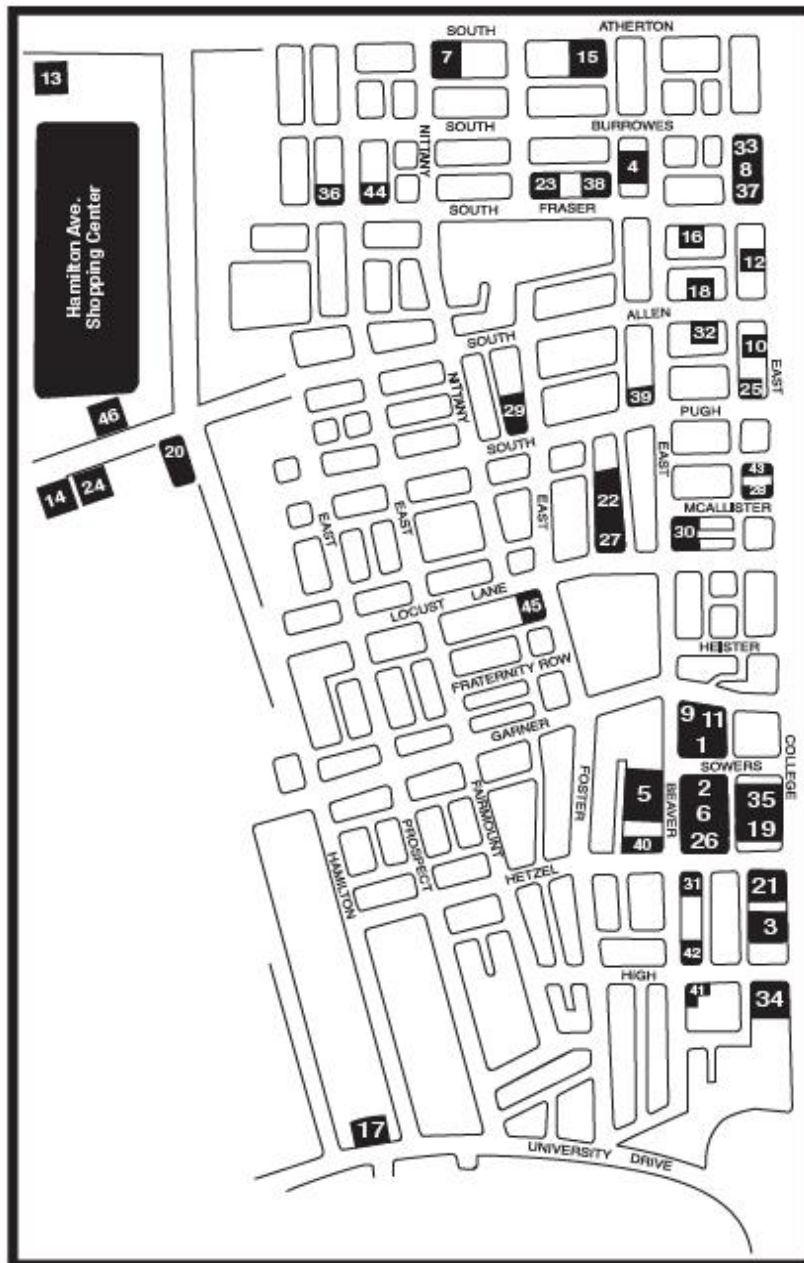 SOUTH ATHERTON
7
15
13
SOUTH BURROWES
NITTANY
4
33
8
37
23
38
36
44
SOUTH FRASER
Hamilton Ave.
Shopping Center
16
12
18
ALLEN
SOUTH
32
10
EAST
25
NITTANY
29
39
PUGH
46
SOUTH
EAST
20
43
28
14
24
22
MCALLISTER
EAST
EAST
EAST
27
30
LOCUST LANE
45
HEISTER
FRATERNITY ROW
9
11
1
GARNER
SOWERS
COLLEGE
FOSTER
BEAVER
5
2
6
26
35
19
FAIRMOUNT
PROSPECT
HAMILTON
40
HETZEL
31
21
3
42
HIGH
41
34
17
UNIVERSITY DRIVE